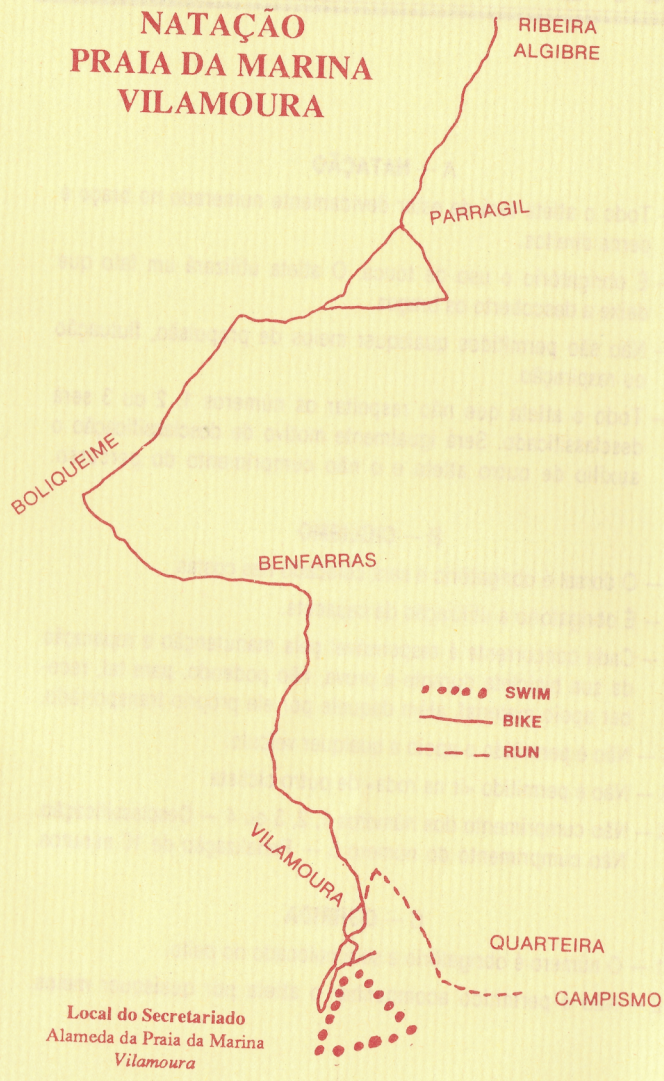 NATAÇÃO
PRAIA DA MARINA
VILAMOURA
RIBEIRA
ALGIBRE
PARRAGIL
BOLIQUEIME
BENFARRAS
SWIM
BIKE
RUN
VILAMOURA
QUARTEIRA
CAMPISMO
Local do Secretariado
Alameda da Praia da Marina
Vilamoura